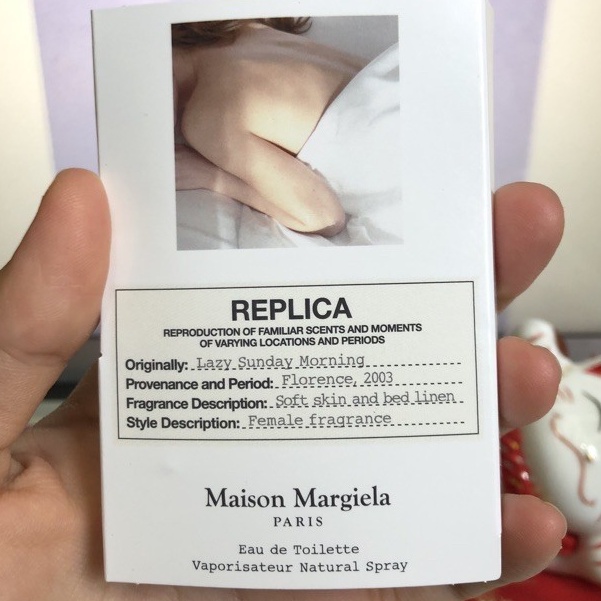 REPLICA
REPRODUCTION OF FAMILIAR SCENTS AND MOMENTS
OF VARYING LOCATIONS AND PERIODS
Originally: Lazy Sunday Morning
Provenance and Period: Florence, 2003
Fragrance Description: Soft skin and bed linen
Style Description: Female fragrance
Maison Margiela
PARIS
Eau de Toilette
Vaporisateur Natural Spray